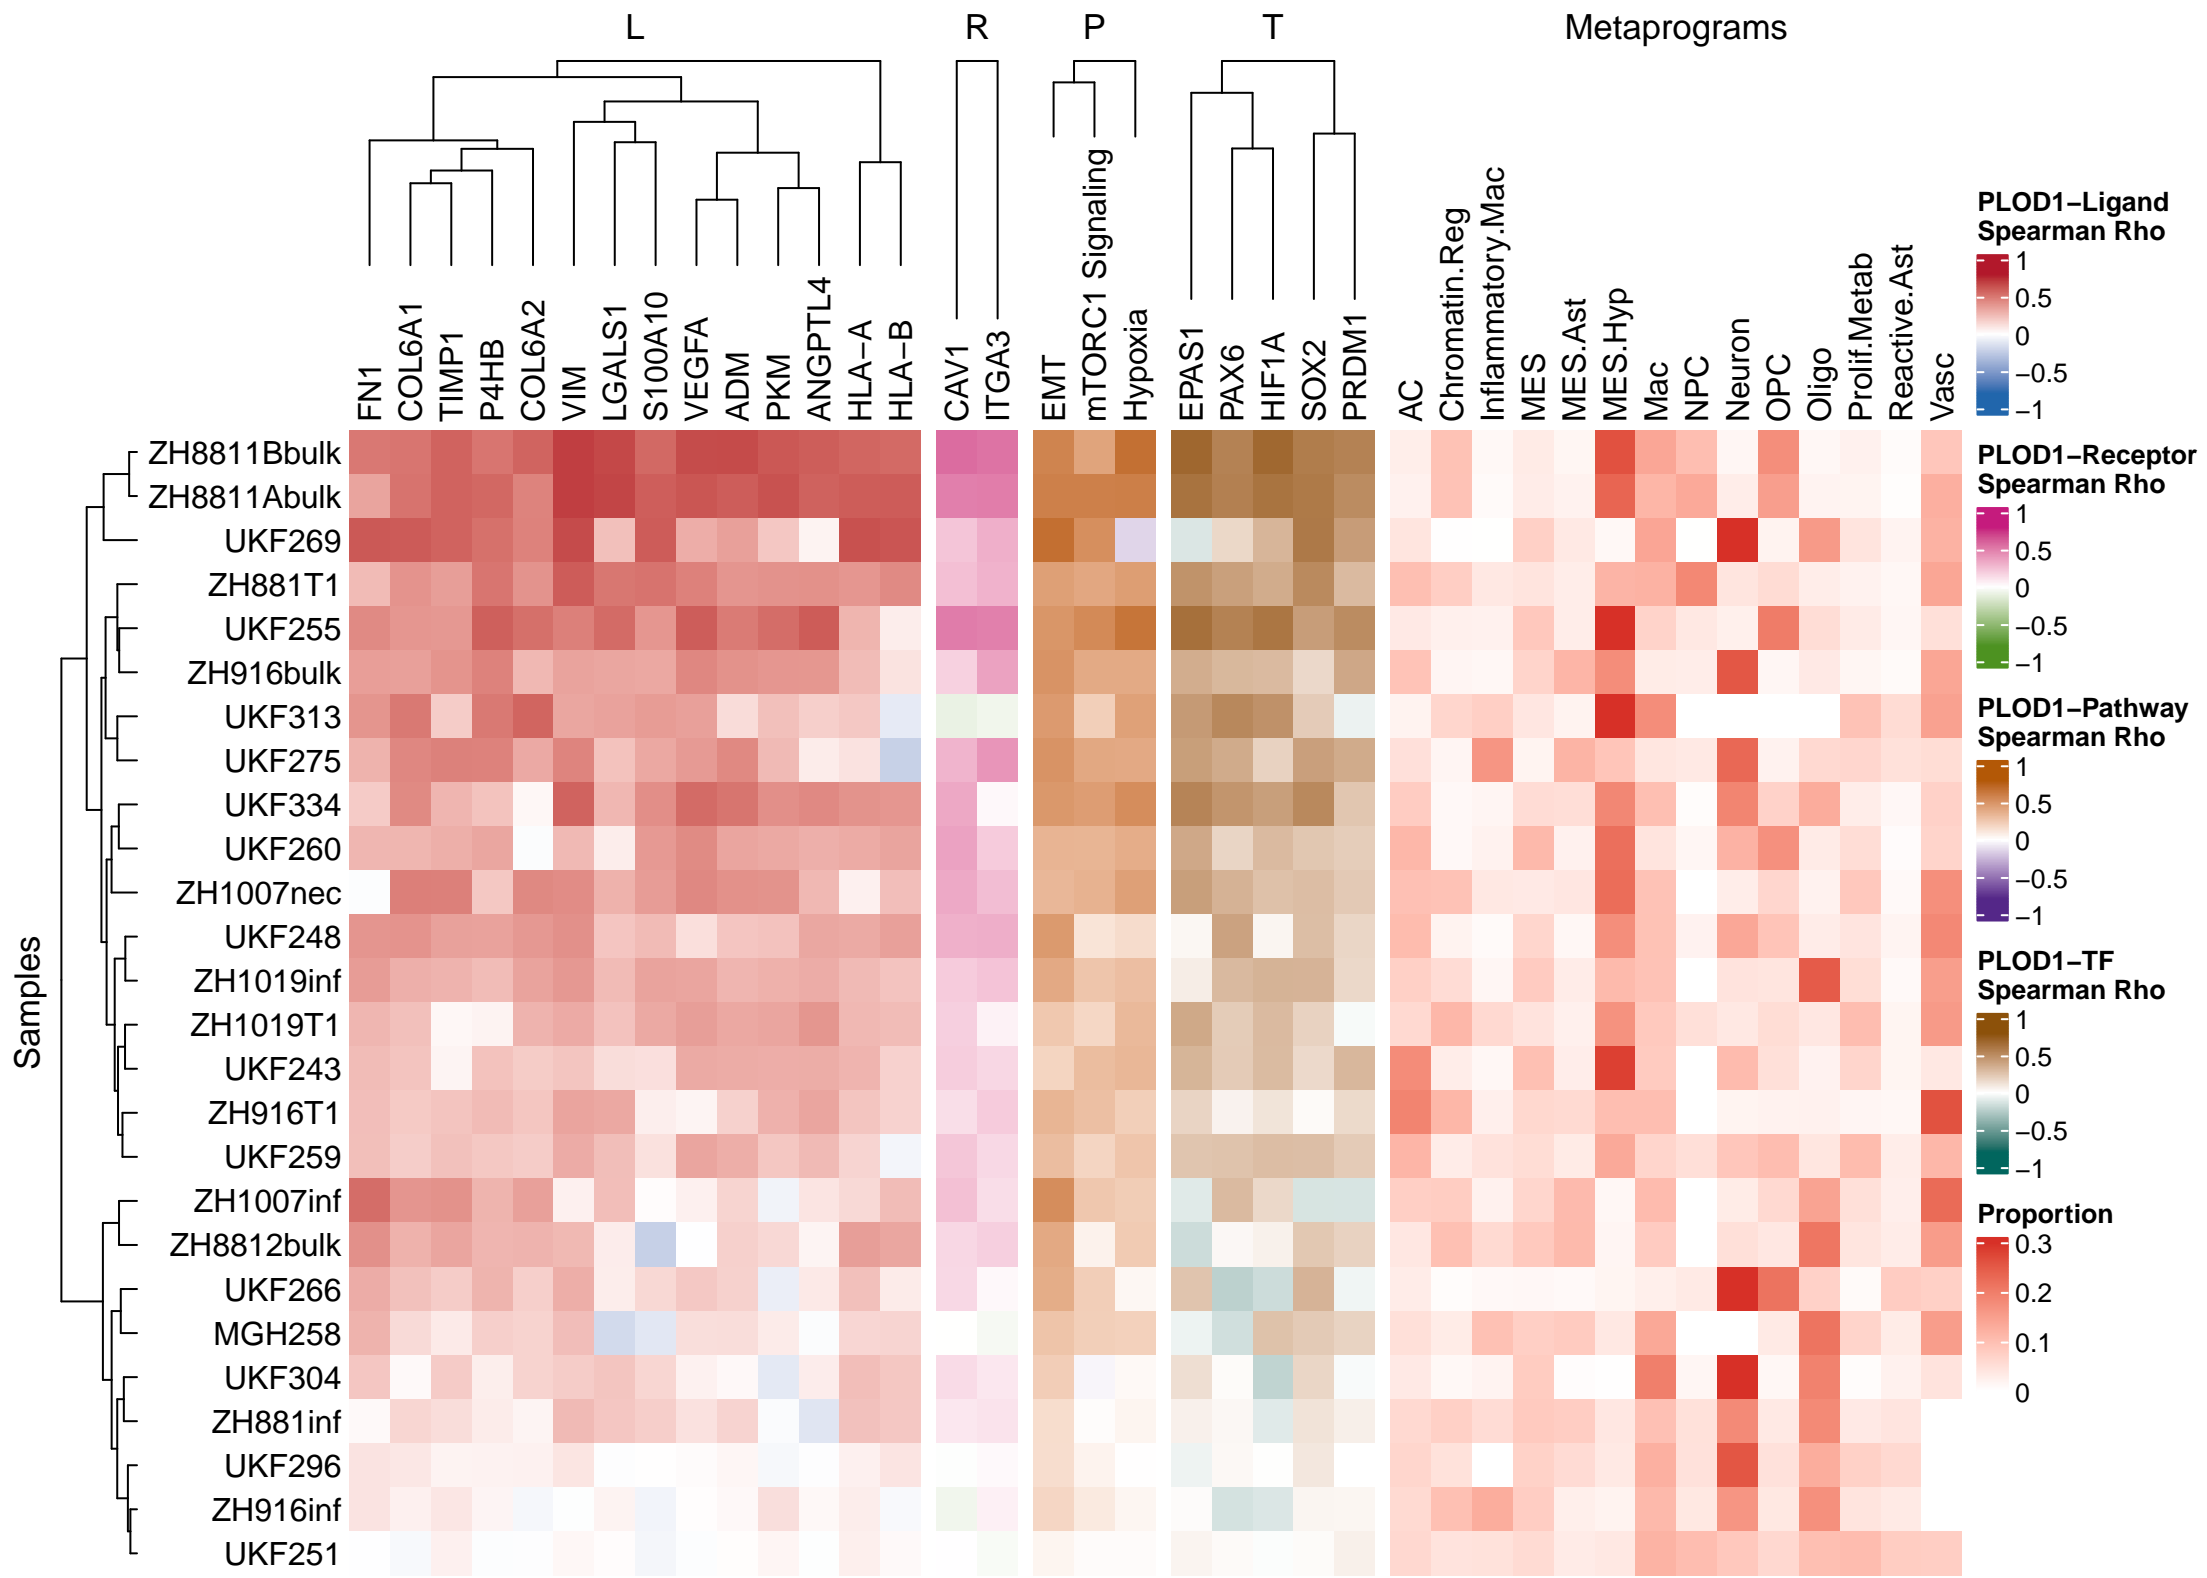 L R P T Metaprograms
FN1 COL6A1 TIMP1 P4HB COL6A2 VIM LGALS1 S100A10 VEGFA ADM PKM ANGPTL4 HLA−A HLA−B
CAV1 ITGA3
EMT mTORC1 Signaling Hypoxia
EPAS1 PAX6 HIF1A SOX2 PRDM1
AC Chromatin.Reg Inflammatory.Mac MES MES.Ast MES.Hyp Mac NPC Neuron OPC Oligo Prolif.Metab Reactive.Ast Vasc
Samples
ZH8811Bbulk
ZH8811Abulk
UKF269
ZH881T1
UKF255
ZH916bulk
UKF313
UKF275
UKF334
UKF260
ZH1007nec
UKF248
ZH1019inf
ZH1019T1
UKF243
ZH916T1
UKF259
ZH1007inf
ZH8812bulk
UKF266
MGH258
UKF304
ZH881inf
UKF296
ZH916inf
UKF251
PLOD1−Ligand
Spearman Rho
1
0.5
0
−0.5
−1
PLOD1−Receptor
Spearman Rho
1
0.5
0
−0.5
−1
PLOD1−Pathway
Spearman Rho
1
0.5
0
−0.5
−1
PLOD1−TF
Spearman Rho
1
0.5
0
−0.5
−1
Proportion
0.3
0.2
0.1
0